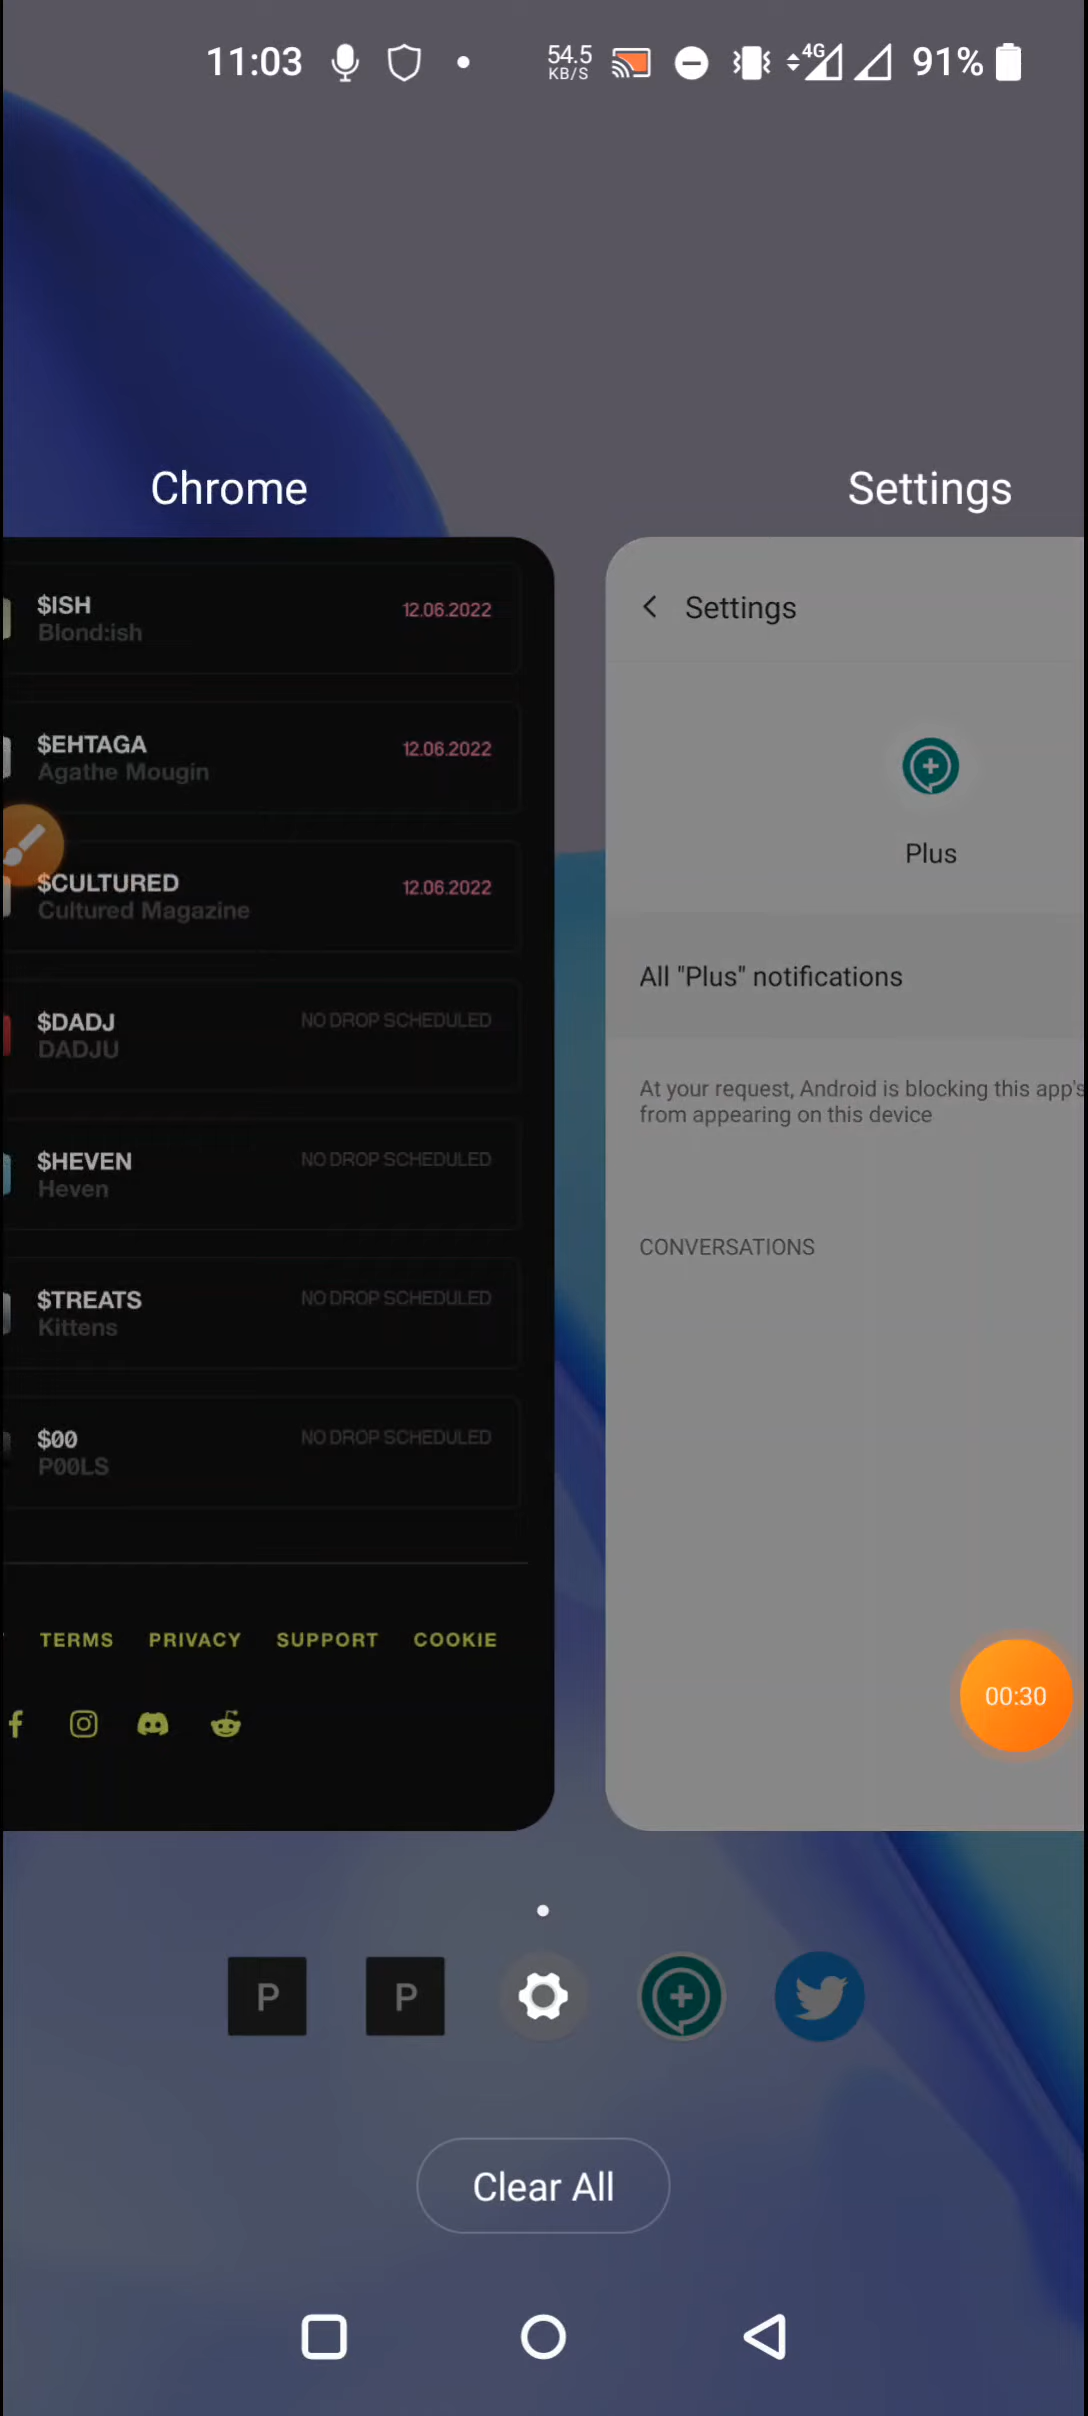 11:03
54.5
KB/S
4G
91%
Chrome
Settings
$ISH
12.06.2022
Blond:ish
$EHTAGA
12.06.2022
Agathe Mougin
$CULTURED
12.06.2022
Cultured Magazine
$DADJ
NO DROP SCHEDULED
DADJU
$HEVEN
NO DROP SCHEDULED
Heven
$TREATS
NO DROP SCHEDULED
Kittens
$00
NO DROP SCHEDULED
P00LS
TERMS PRIVACY SUPPORT COOKIE
Settings
Plus
All "Plus" notifications
At your request, Android is blocking this app's
from appearing on this device
CONVERSATIONS
00:30
P
P
Clear All